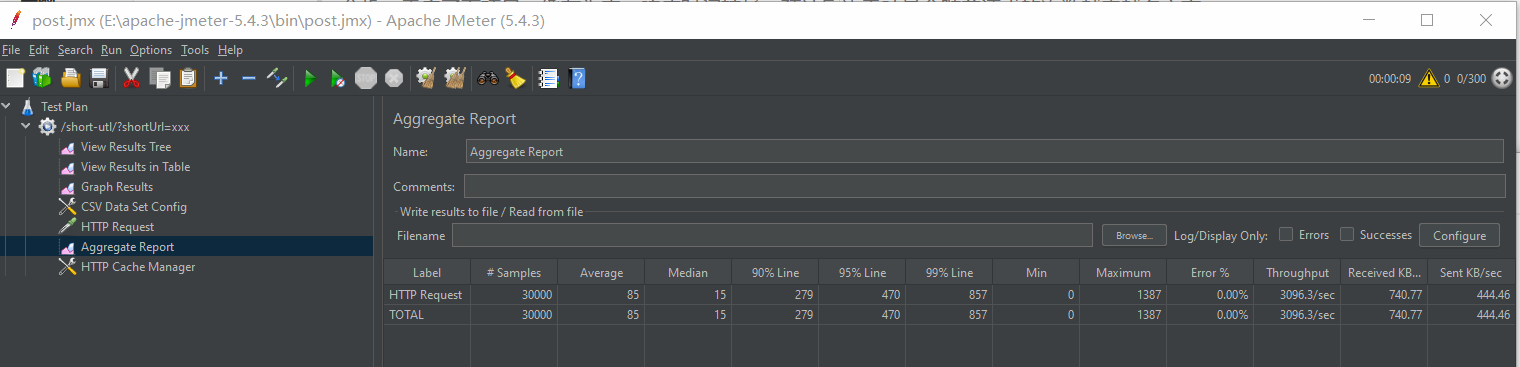 post.jmx (E:\apache-jmeter-5.4.3\bin\post.jmx) - Apache JMeter (5.4.3)
File Edit Search Run Options Tools Help
STOP 00:00:09 0 0/300
Test Plan
/short-utl/?shortUrl=xxx
View Results Tree
View Results in Table
Graph Results
CSV Data Set Config
HTTP Request
Aggregate Report
HTTP Cache Manager
Aggregate Report
Name: Aggregate Report
Comments:
Write results to file / Read from file
Filename Browse... Log/Display Only: Errors Successes Configure
Label # Samples Average Median 90% Line 95% Line 99% Line Min Maximum Error % Throughput Received KB... Sent KB/sec
HTTP Request 30000 85 15 279 470 857 0 1387 0.00% 3096.3/sec 740.77 444.46
TOTAL 30000 85 15 279 470 857 0 1387 0.00% 3096.3/sec 740.77 444.46